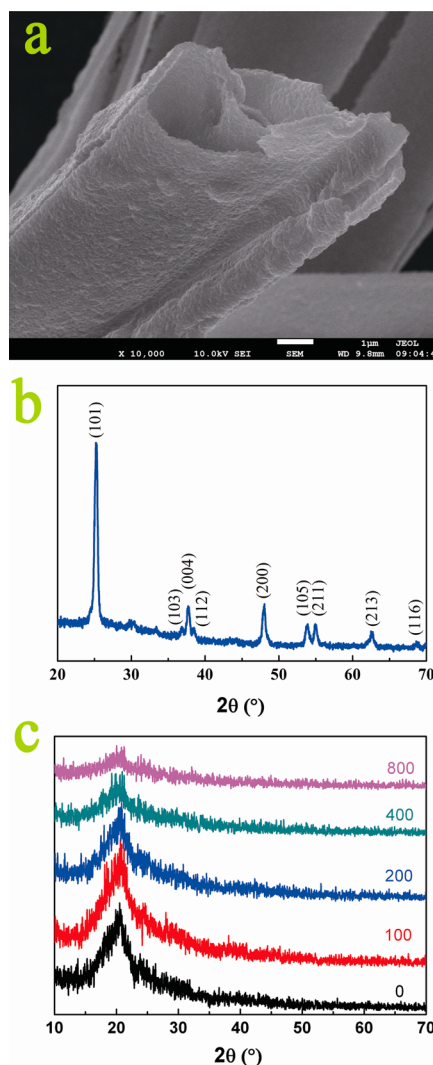 a
1μm JEOL
X 10,000 10.0kV SEI SEM WD 9.8mm 09:04:4
b
(101)
(103)
(004)
(112)
(200)
(105)
(211)
(213)
(116)
20 30 40 50 60 70
2θ (°)
c
800
400
200
100
0
10 20 30 40 50 60 70
2θ (°)